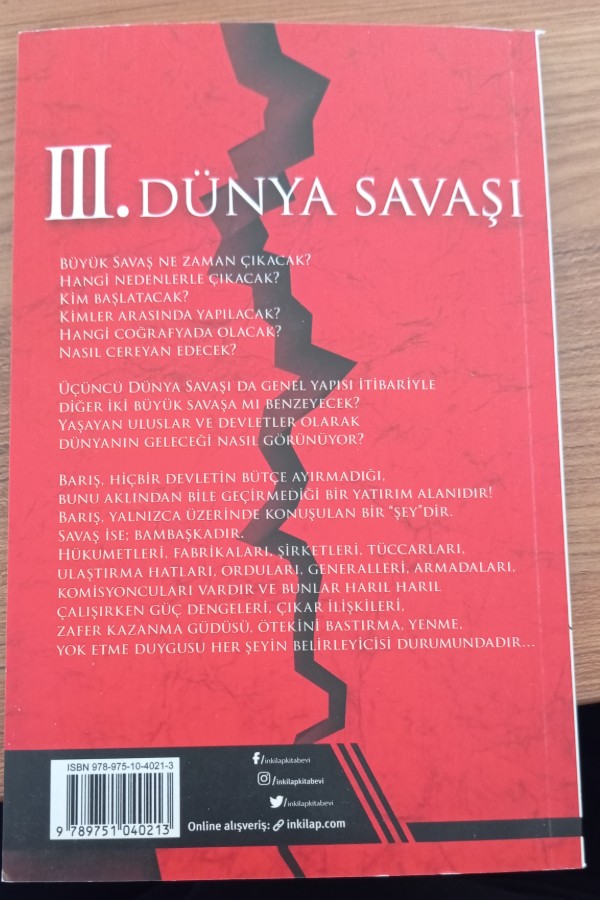 III. DÜNYA SAVAŞI
BÜYÜK SAVAŞ NE ZAMAN ÇIKACAK?
HANGİ NEDENLERLE ÇIKACAK?
KİM BAŞLATACAK?
KİMLER ARASINDA YAPILACAK?
HANGİ COĞRAFYADA OLACAK?
NASIL CEREYAN EDECEK?
ÜÇÜNCÜ DÜNYA SAVAŞI DA GENEL YAPISI İTİBARİYLE
DİĞER İKİ BÜYÜK SAVAŞA MI BENZEYECEK?
YAŞAYAN ULUSLAR VE DEVLETLER OLARAK
DÜNYANIN GELECEĞİ NASIL GÖRÜNÜYOR?
BARIŞ, HİÇBİR DEVLETİN BÜTÇE AYIRMADIĞI,
BUNU AKLINDAN BİLE GEÇİRMEDİĞİ BİR YATIRIM ALANIDIR!
BARIŞ, YALNIZCA ÜZERİNDE KONUŞULAN BİR "ŞEY"DİR.
SAVAŞ İSE; BAMBAŞKADIR.
HÜKUMETLERİ, FABRİKALARI, ŞİRKETLERİ, TÜCCARLARI,
ULAŞTIRMA HATLARI, ORDULARI, GENERALLERİ, ARMADALARI,
KOMİSYONCULARI VARDIR VE BUNLAR HARIL HARIL
ÇALIŞIRKEN GÜÇ DENGELERİ, ÇIKAR İLİŞKİLERİ,
ZAFER KAZANMA GÜDÜSÜ, ÖTEKİNİ BASTIRMA, YENME,
YOK ETME DUYGUSU HER ŞEYİN BELİRLEYİCİSİ DURUMUNDADIR...
ISBN 978-975-10-4021-3
9 789751 040213
/inkilapkitabevi
/inkilapkitabevi
/inkilapkitabevi
Online alışveriş: inkilap.com